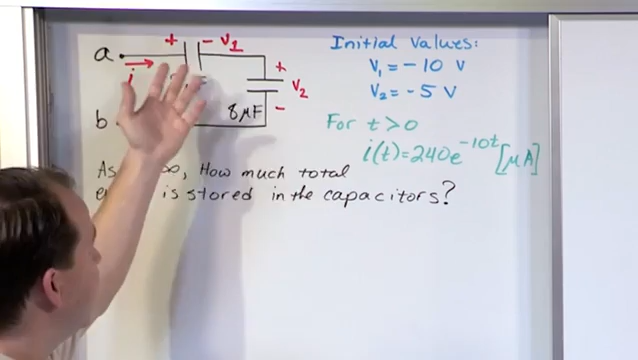 a + - V₁
i + V₂ -
b 8μF
Initial Values:
V₁ = -10 V
V₂ = -5 V
For t > 0
i(t) = 240e^-10t [μA]
How much total
is stored in the capacitors?